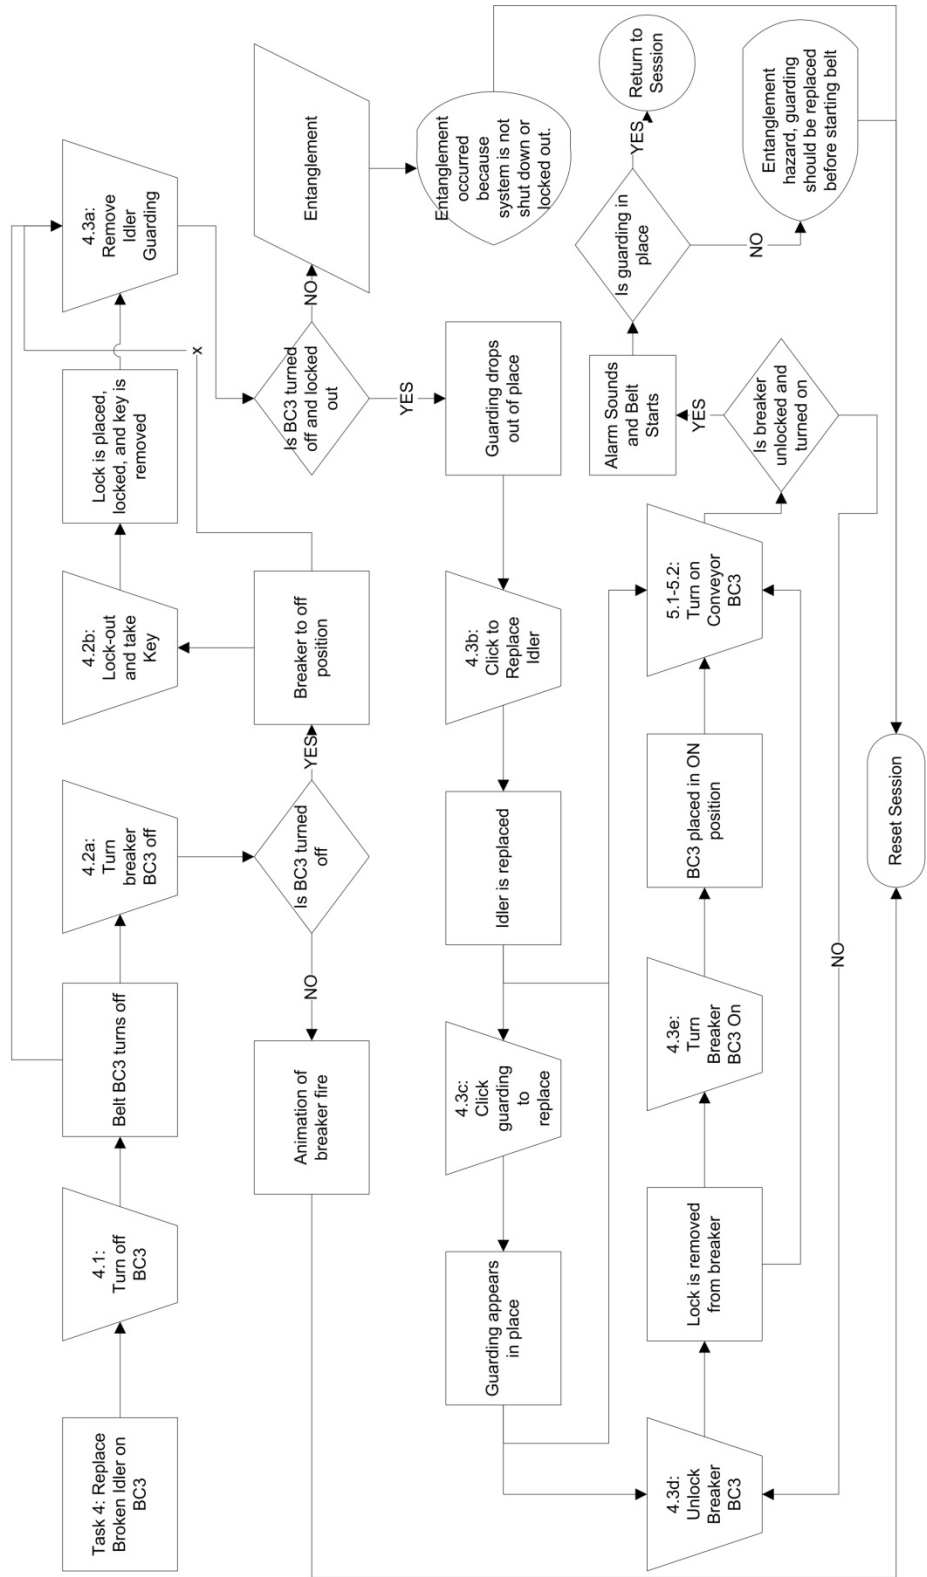 Task 4: Replace
Broken Idler on
BC3
4.1:
Turn off
BC3
Belt BC3 turns off
4.2a:
Turn
breaker
BC3 off
4.2b:
Lock-out
and take
Key
Lock is placed,
locked, and key is
removed
4.3a:
Remove
Idler
Guarding
x
Animation of
breaker fire
NO
Is BC3 turned
off
YES
Breaker to off
position
Is BC3 turned
off and locked
out
NO
Entanglement
YES
Entanglement
occurred
because
system is not
shut down or
locked out.
Guarding drops
out of place
4.3b:
Click to
Replace
Idler
Idler is replaced
4.3c:
Click
guarding
to
replace
Guarding appears
in place
4.3d:
Unlock
Breaker
BC3
Lock is removed
from breaker
4.3e:
Turn
Breaker
BC3 On
BC3 placed in ON
position
5.1-5.2:
Turn on
Conveyor
BC3
Is breaker
unlocked and
turned on
YES
NO
Alarm Sounds
and Belt
Starts
Is guarding in
place
YES
Return to
Session
NO
Entanglement
hazard, guarding
should be replaced
before starting belt
Reset Session